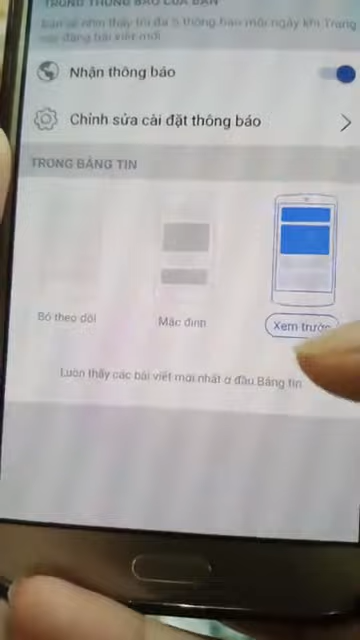 TRONG THÔNG BÁO CỦA BẠN
Bạn sẽ nhìn thấy tối đa 5 thông báo mỗi ngày khi Trang
này đăng bài viết mới
Nhận thông báo
Chỉnh sửa cài đặt thông báo
TRONG BẢNG TIN
Bỏ theo dõi
Mặc định
Xem trước
Luôn thấy các bài viết mới nhất ở đầu Bảng tin